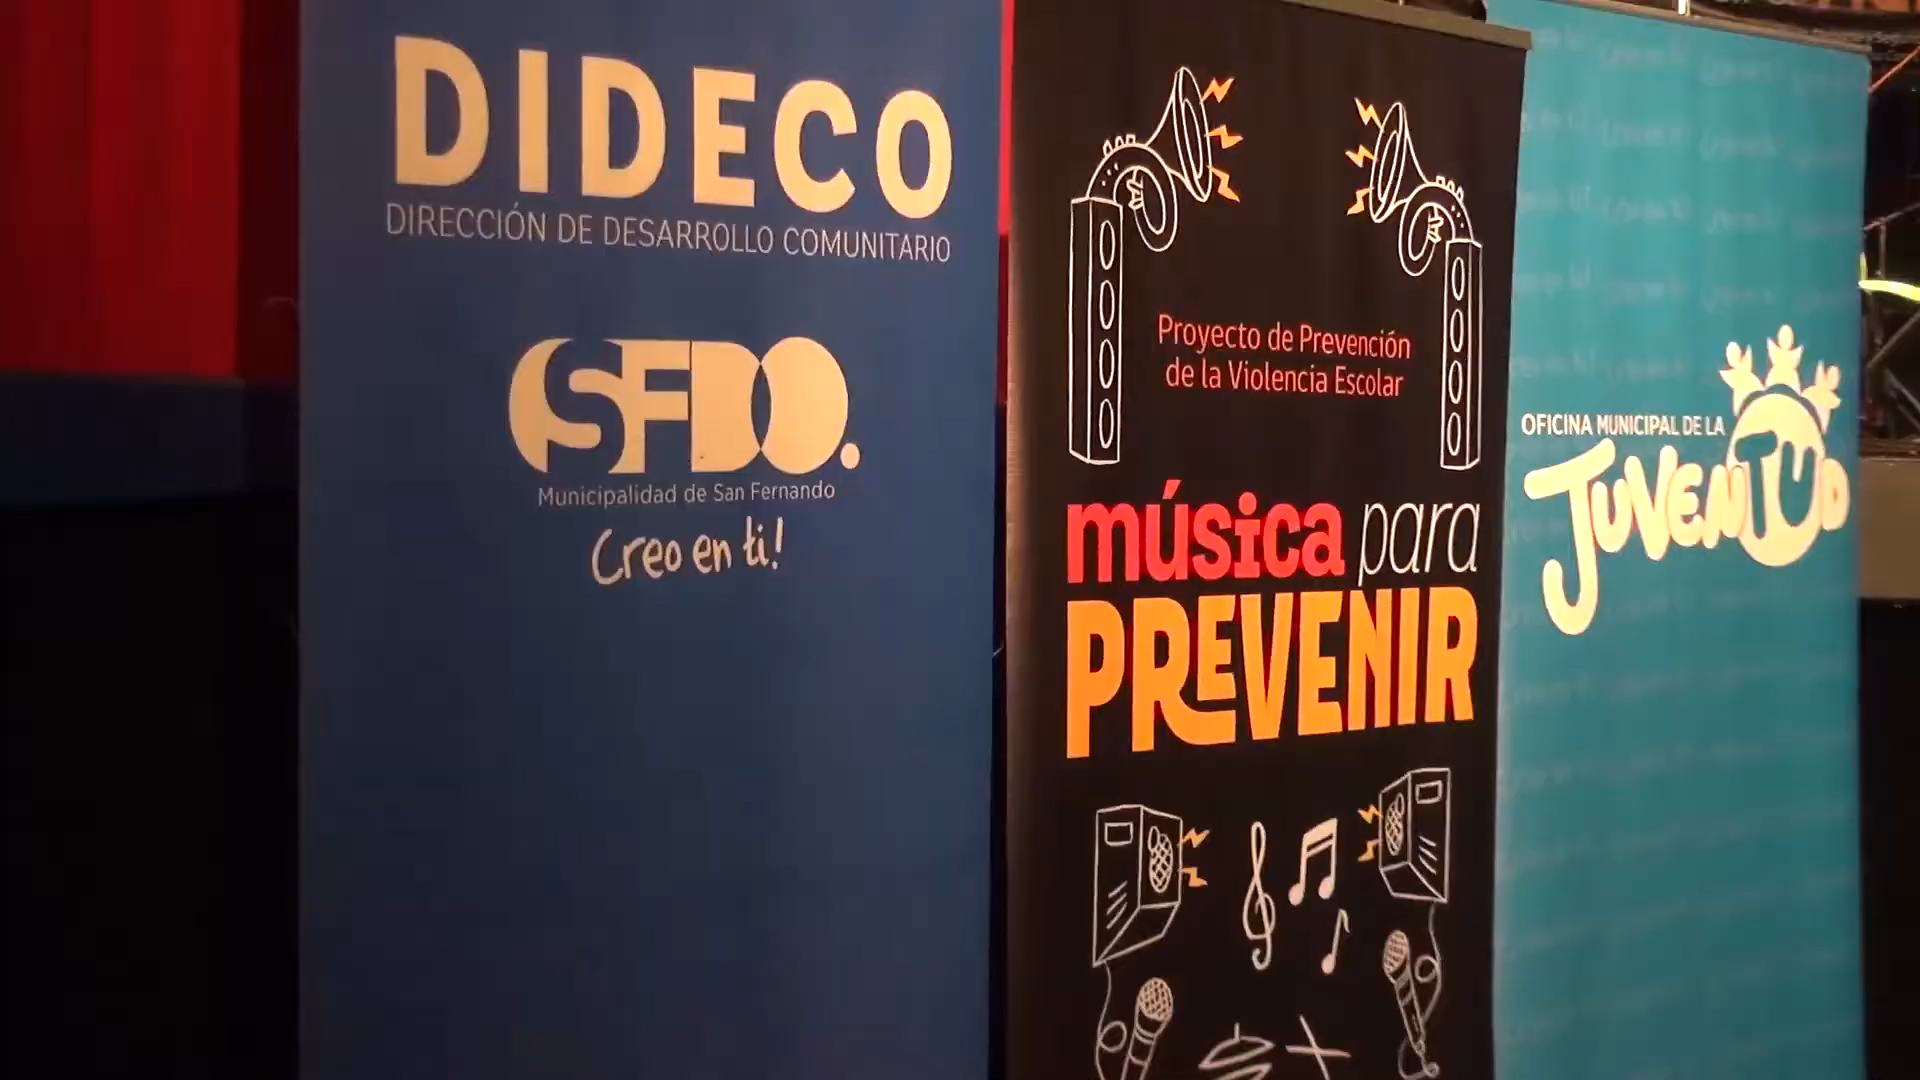 DIDECO
DIRECCIÓN DE DESARROLLO COMUNITARIO
SFDO.
Municipalidad de San Fernando
Creo en ti!
Proyecto de Prevención
de la Violencia Escolar
música para
PREVENIR
OFICINA MUNICIPAL DE LA
JUVENTUD